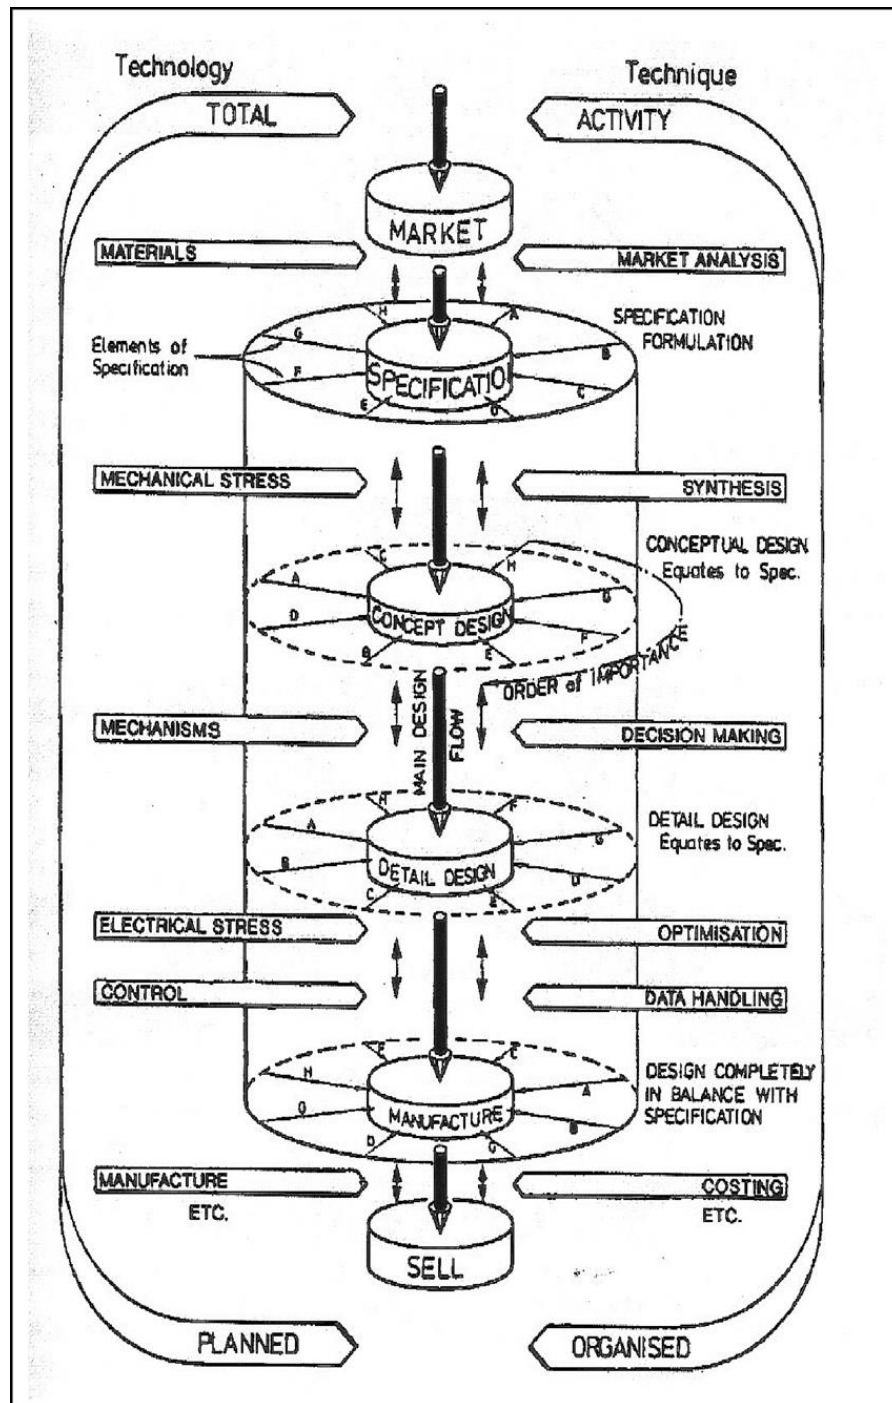 Technology
Technique
TOTAL
ACTIVITY
MARKET
MATERIALS
MARKET ANALYSIS
H
A
SPECIFICATION
FORMULATION
G
B
Elements of
Specification
SPECIFICATION
F
C
E
D
MECHANICAL STRESS
SYNTHESIS
CONCEPTUAL DESIGN
Equates to Spec.
C
H
A
G
CONCEPT DESIGN
D
F
B
E
ORDER of IMPORTANCE
MAIN DESIGN
FLOW
MECHANISMS
DECISION MAKING
H
F
A
G
DETAIL DESIGN
Equates to Spec.
DETAIL DESIGN
B
D
C
E
ELECTRICAL STRESS
OPTIMISATION
CONTROL
DATA HANDLING
C
H
A
DESIGN COMPLETELY
IN BALANCE WITH
SPECIFICATION
MANUFACTURE
B
D
G
MANUFACTURE
COSTING
ETC.
ETC.
SELL
PLANNED
ORGANISED